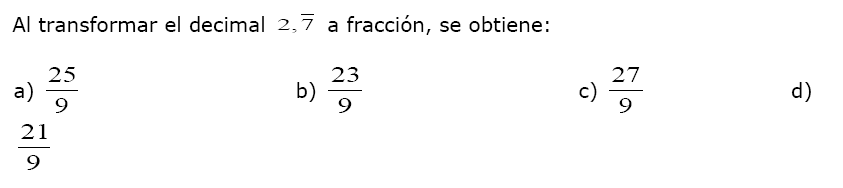 Al transformar el decimal 2,7̅ a fracción, se obtiene:
a) 25/9 b) 23/9 c) 27/9 d)
21/9